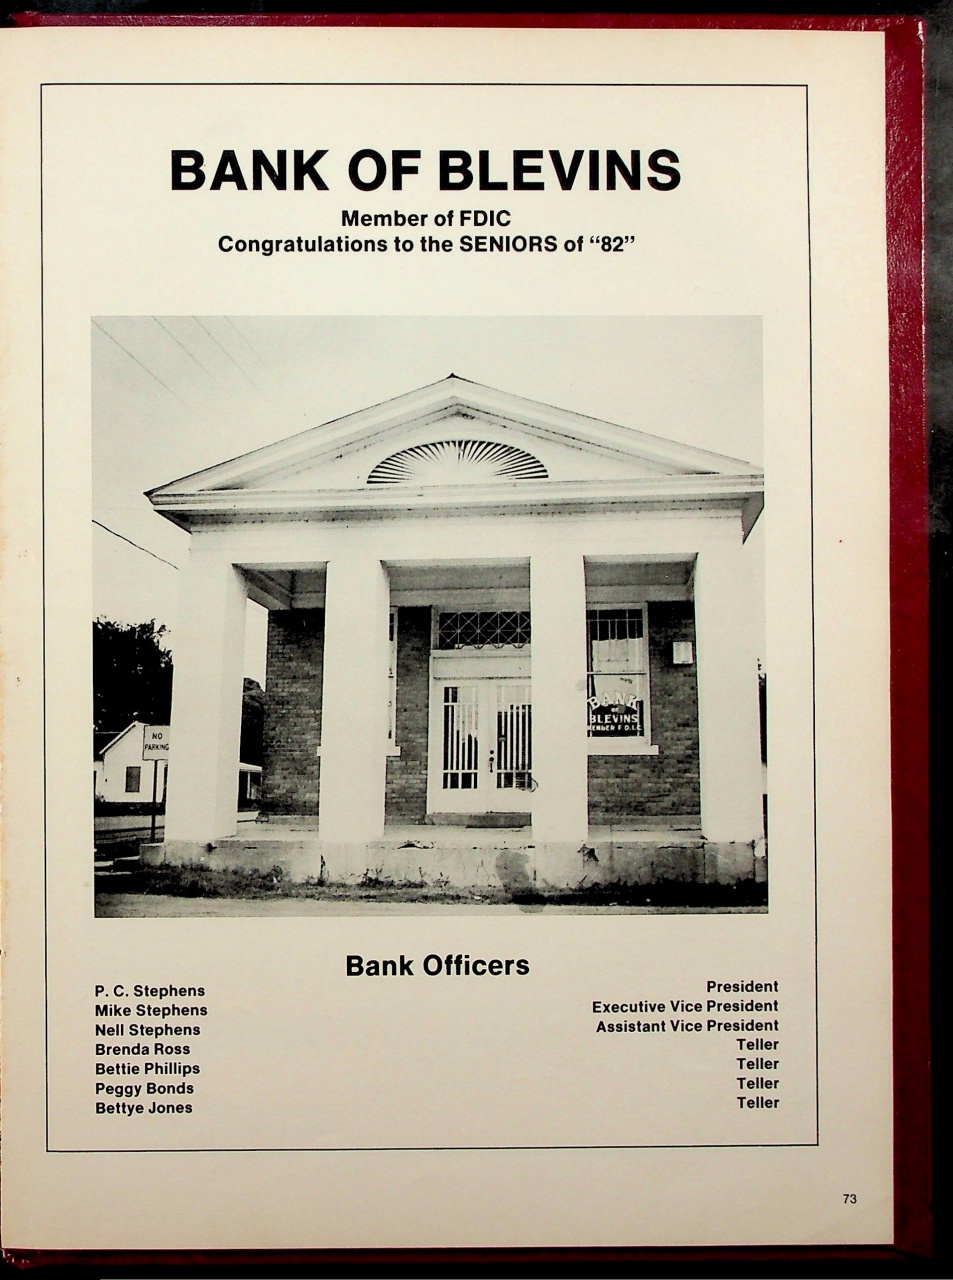 BANK OF BLEVINS
Member of FDIC
Congratulations to the SENIORS of “82”
NO
PARKING
BANK
OF
BLEVINS
MEMBER F.D.I.C.
Bank Officers
P. C. Stephens President
Mike Stephens Executive Vice President
Nell Stephens Assistant Vice President
Brenda Ross Teller
Bettie Phillips Teller
Peggy Bonds Teller
Bettye Jones Teller
73